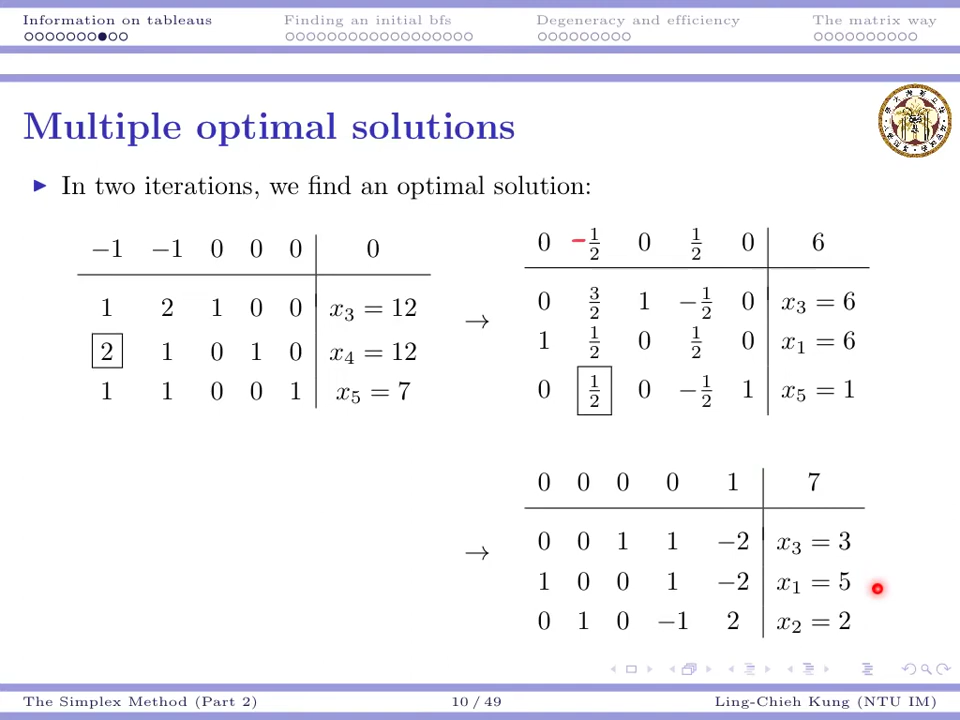 Information on tableaus Finding an initial bfs Degeneracy and efficiency The matrix way
Multiple optimal solutions
► In two iterations, we find an optimal solution:
−1 −1 0 0 0 | 0
1 2 1 0 0 | x₃ = 12
2 1 0 1 0 | x₄ = 12
1 1 0 0 1 | x₅ = 7
→
0 −1/2 0 1/2 0 | 6
0 3/2 1 −1/2 0 | x₃ = 6
1 1/2 0 1/2 0 | x₁ = 6
0 1/2 0 −1/2 1 | x₅ = 1
→
0 0 0 0 1 | 7
0 0 1 1 −2 | x₃ = 3
1 0 0 1 −2 | x₁ = 5
0 1 0 −1 2 | x₂ = 2
The Simplex Method (Part 2) 10 / 49 Ling-Chieh Kung (NTU IM)